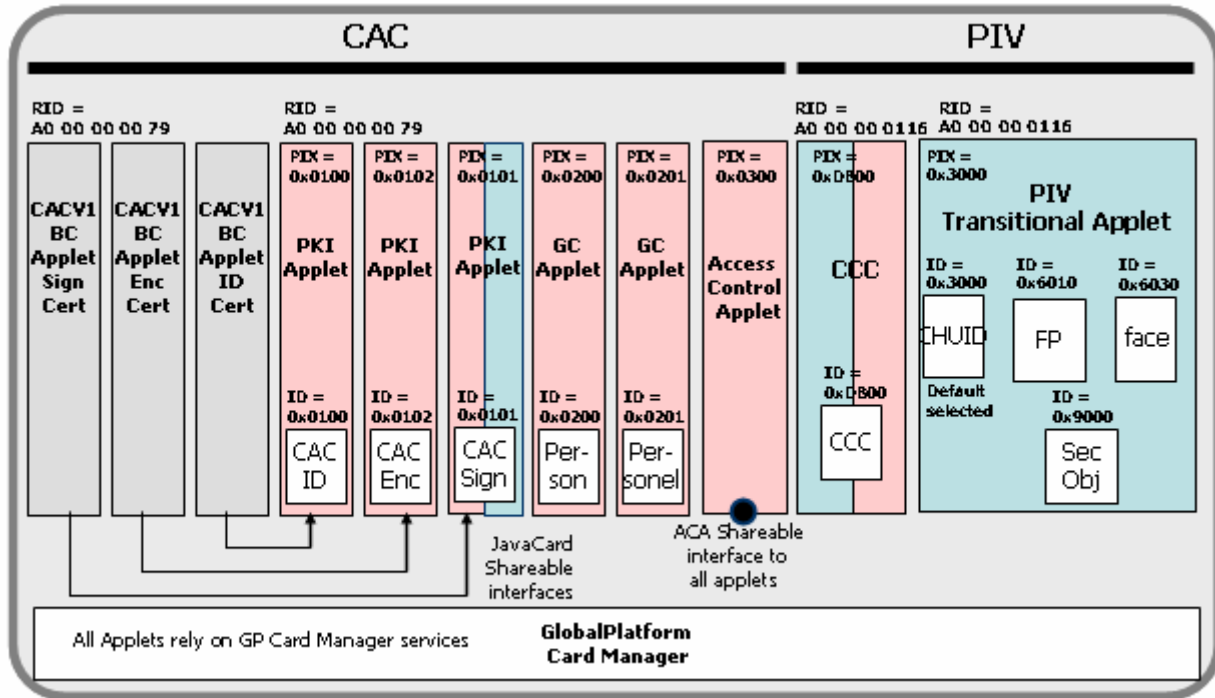 CAC
PIV
RID =
A0 00 00 00 79
RID =
A0 00 00 00 79
RID =
A0 00 00 0116
RID =
A0 00 00 0116
CACV1
BC
Applet
Sign
Cert
CACV1
BC
Applet
Enc
Cert
CACV1
BC
Applet
ID
Cert
PIX =
0x0100
PKI
Applet
ID =
0x0100
CAC
ID
PIX =
0x0102
PKI
Applet
ID =
0x0102
CAC
Enc
PIX =
0x0101
PKI
Applet
ID =
0x0101
CAC
Sign
PIX =
0x0200
GC
Applet
ID =
0x0200
Per-
son
PIX =
0x0201
GC
Applet
ID =
0x0201
Per-
sonel
PIX =
0x0300
Access
Control
Applet
PIX =
0xDB00
CCC
ID =
0xDB00
CCC
PIX =
0x3000
PIV
Transitional Applet
ID =
0x3000
CHUID
Default
selected
ID =
0x6010
FP
ID =
0x6030
face
ID =
0x9000
Sec
Obj
JavaCard
Shareable
interfaces
ACA Shareable
interface to
all applets
All Applets rely on GP Card Manager services
GlobalPlatform
Card Manager